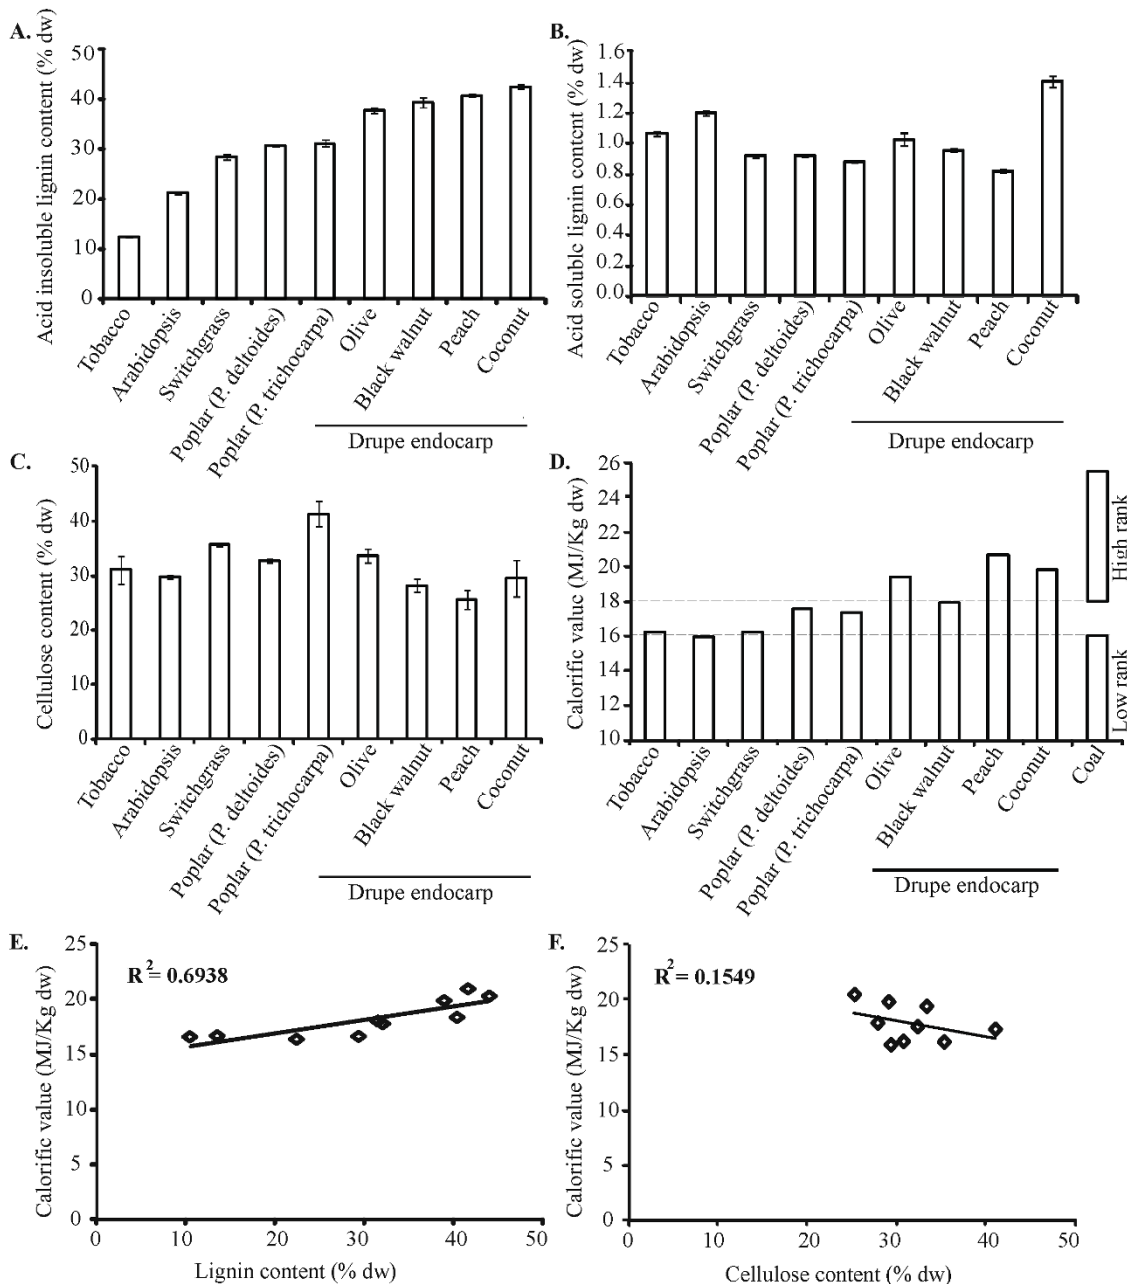 A.
Acid insoluble lignin content (% dw)
50
40
30
20
10
0
Tobacco
Arabidopsis
Switchgrass
Poplar (P. deltoides)
Poplar (P. trichocarpa)
Olive
Black walnut
Peach
Coconut
Drupe endocarp
B.
Acid soluble lignin content (% dw)
1.6
1.4
1.2
1.0
0.8
0.6
0.4
0.2
0.0
Tobacco
Arabidopsis
Switchgrass
Poplar (P. deltoides)
Poplar (P. trichocarpa)
Olive
Black walnut
Peach
Coconut
Drupe endocarp
C.
Cellulose content (% dw)
50
40
30
20
10
0
Tobacco
Arabidopsis
Switchgrass
Poplar (P. deltoides)
Poplar (P. trichocarpa)
Olive
Black walnut
Peach
Coconut
Drupe endocarp
D.
Calorific value (MJ/Kg dw)
26
24
22
20
18
16
14
12
10
High rank
Low rank
Tobacco
Arabidopsis
Switchgrass
Poplar (P. deltoides)
Poplar (P. trichocarpa)
Olive
Black walnut
Peach
Coconut
Coal
Drupe endocarp
E.
Calorific value (MJ/Kg dw)
25
20
15
10
5
0
R²= 0.6938
0 10 20 30 40 50
Lignin content (% dw)
F.
Calorific value (MJ/Kg dw)
25
20
15
10
5
0
R²= 0.1549
0 10 20 30 40 50
Cellulose content (% dw)